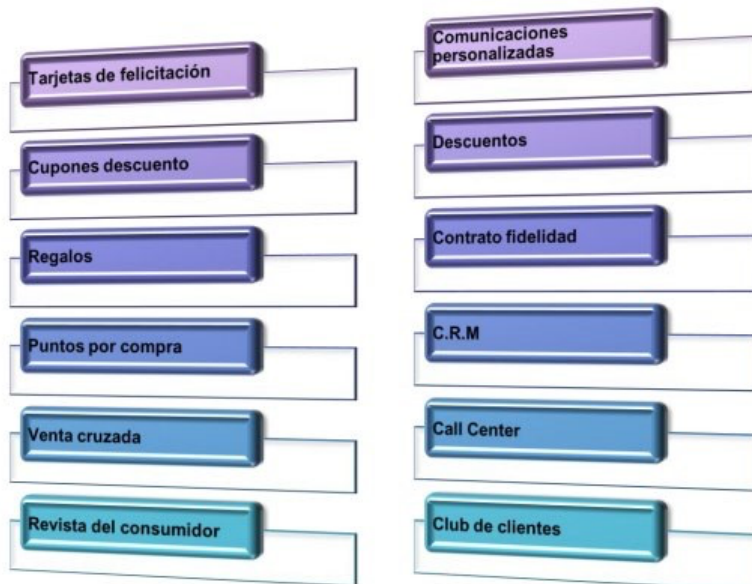 Tarjetas de felicitación
Cupones descuento
Regalos
Puntos por compra
Venta cruzada
Revista del consumidor
Comunicaciones
personalizadas
Descuentos
Contrato fidelidad
C.R.M
Call Center
Club de clientes